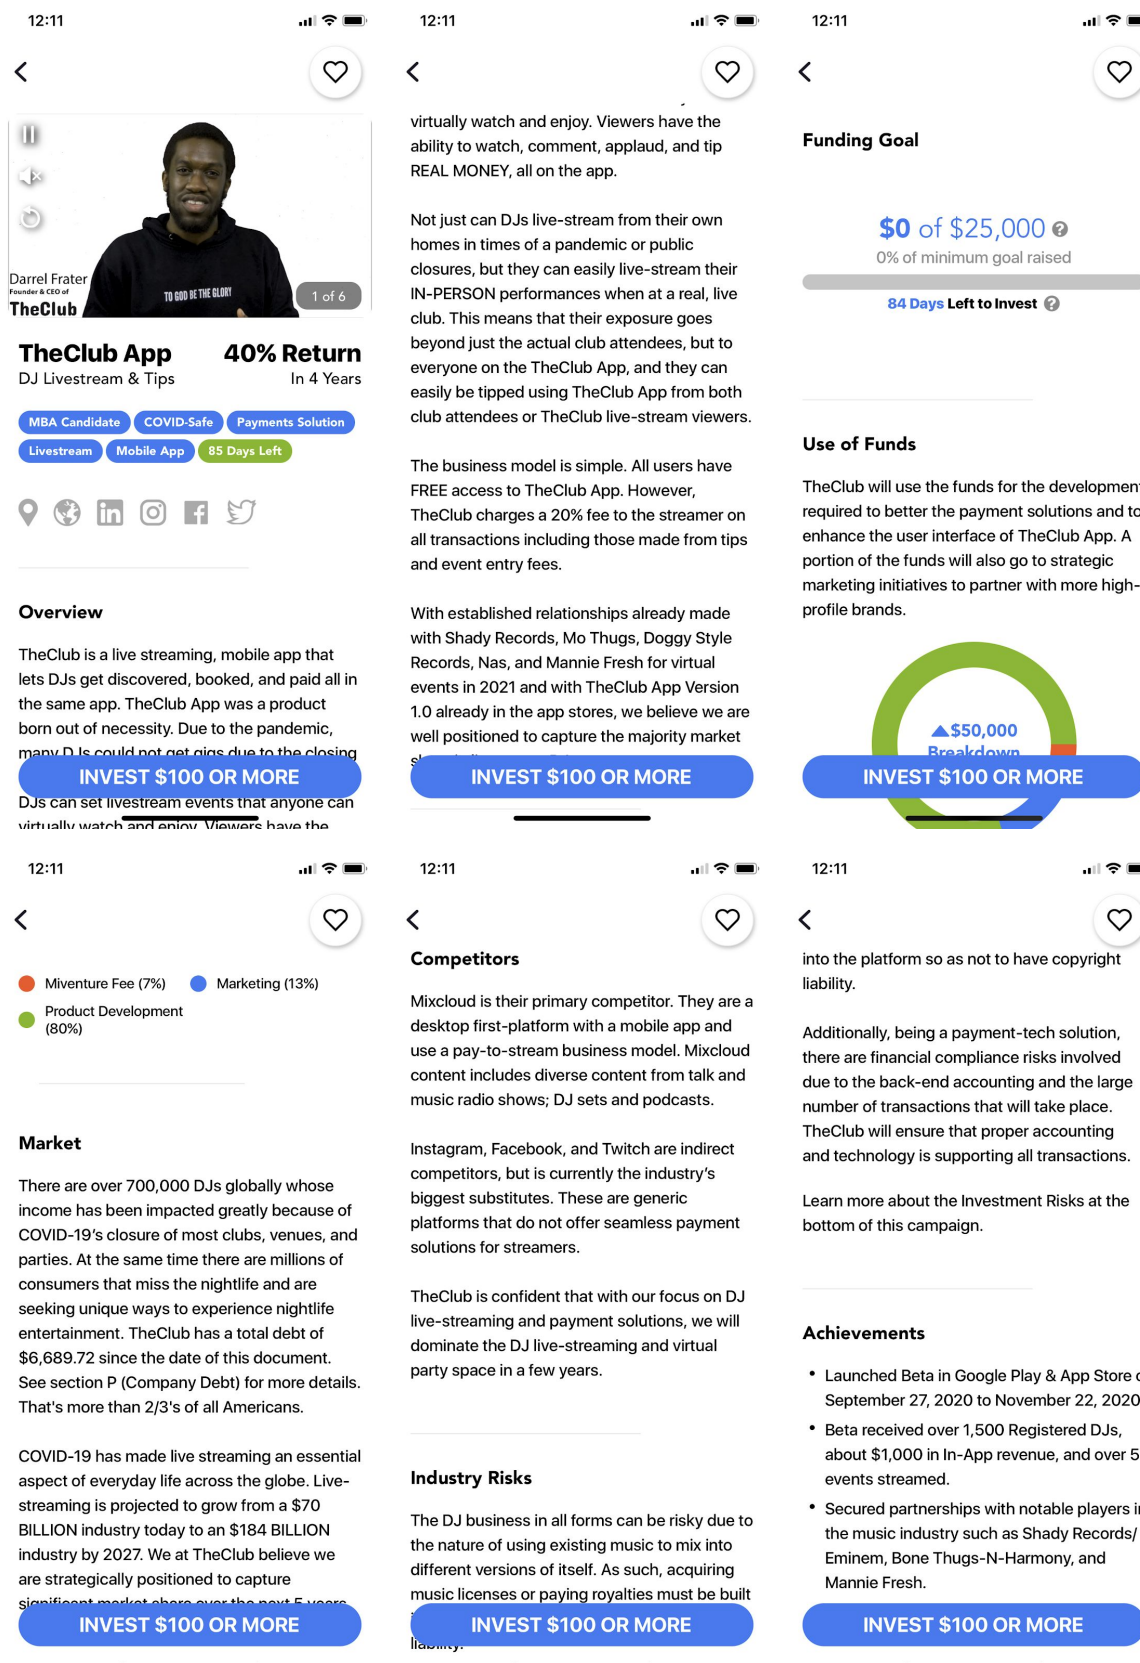 12:11
Darrel Frater
Founder & CEO of
TheClub
TO GOD BE THE GLORY
1 of 6
TheClub App
40% Return
DJ Livestream & Tips
In 4 Years
MBA Candidate
COVID-Safe
Payments Solution
Livestream
Mobile App
85 Days Left
Overview
TheClub is a live streaming, mobile app that
lets DJs get discovered, booked, and paid all in
the same app. TheClub App was a product
born out of necessity. Due to the pandemic,
many DJs could not get gigs due to the closing
INVEST $100 OR MORE
DJs can set livestream events that anyone can
virtually watch and enjoy. Viewers have the
12:11
virtually watch and enjoy. Viewers have the
ability to watch, comment, applaud, and tip
REAL MONEY, all on the app.
Not just can DJs live-stream from their own
homes in times of a pandemic or public
closures, but they can easily live-stream their
IN-PERSON performances when at a real, live
club. This means that their exposure goes
beyond just the actual club attendees, but to
everyone on the TheClub App, and they can
easily be tipped using TheClub App from both
club attendees or TheClub live-stream viewers.
The business model is simple. All users have
FREE access to TheClub App. However,
TheClub charges a 20% fee to the streamer on
all transactions including those made from tips
and event entry fees.
With established relationships already made
with Shady Records, Mo Thugs, Doggy Style
Records, Nas, and Mannie Fresh for virtual
events in 2021 and with TheClub App Version
1.0 already in the app stores, we believe we are
well positioned to capture the majority market
INVEST $100 OR MORE
12:11
Funding Goal
$0 of $25,000 ?
0% of minimum goal raised
84 Days Left to Invest ?
Use of Funds
TheClub will use the funds for the development
required to better the payment solutions and to
enhance the user interface of TheClub App. A
portion of the funds will also go to strategic
marketing initiatives to partner with more high-
profile brands.
$50,000
Breakdown
INVEST $100 OR MORE
12:11
Miventure Fee (7%)
Marketing (13%)
Product Development
(80%)
Market
There are over 700,000 DJs globally whose
income has been impacted greatly because of
COVID-19's closure of most clubs, venues, and
parties. At the same time there are millions of
consumers that miss the nightlife and are
seeking unique ways to experience nightlife
entertainment. TheClub has a total debt of
$6,689.72 since the date of this document.
See section P (Company Debt) for more details.
That's more than 2/3's of all Americans.
COVID-19 has made live streaming an essential
aspect of everyday life across the globe. Live-
streaming is projected to grow from a $70
BILLION industry today to an $184 BILLION
industry by 2027. We at TheClub believe we
are strategically positioned to capture
significant market share over the next 5 years
INVEST $100 OR MORE
12:11
Competitors
Mixcloud is their primary competitor. They are a
desktop first-platform with a mobile app and
use a pay-to-stream business model. Mixcloud
content includes diverse content from talk and
music radio shows; DJ sets and podcasts.
Instagram, Facebook, and Twitch are indirect
competitors, but is currently the industry's
biggest substitutes. These are generic
platforms that do not offer seamless payment
solutions for streamers.
TheClub is confident that with our focus on DJ
live-streaming and payment solutions, we will
dominate the DJ live-streaming and virtual
party space in a few years.
Industry Risks
The DJ business in all forms can be risky due to
the nature of using existing music to mix into
different versions of itself. As such, acquiring
music licenses or paying royalties must be built
INVEST $100 OR MORE
liability.
12:11
into the platform so as not to have copyright
liability.
Additionally, being a payment-tech solution,
there are financial compliance risks involved
due to the back-end accounting and the large
number of transactions that will take place.
TheClub will ensure that proper accounting
and technology is supporting all transactions.
Learn more about the Investment Risks at the
bottom of this campaign.
Achievements
• Launched Beta in Google Play & App Store
September 27, 2020 to November 22, 2020
• Beta received over 1,500 Registered DJs,
about $1,000 in In-App revenue, and over 5
events streamed.
• Secured partnerships with notable players in
the music industry such as Shady Records/
Eminem, Bone Thugs-N-Harmony, and
Mannie Fresh.
INVEST $100 OR MORE